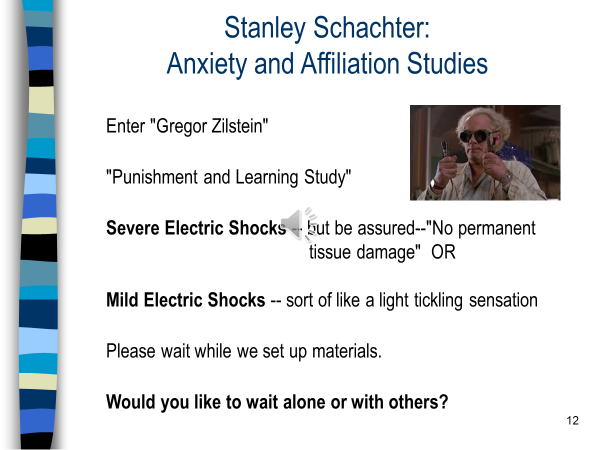 Stanley Schachter:
Anxiety and Affiliation Studies
Enter "Gregor Zilstein"
"Punishment and Learning Study"
Severe Electric Shocks -- but be assured--"No permanent
tissue damage"  OR
Mild Electric Shocks -- sort of like a light tickling sensation
Please wait while we set up materials.
Would you like to wait alone or with others?
12